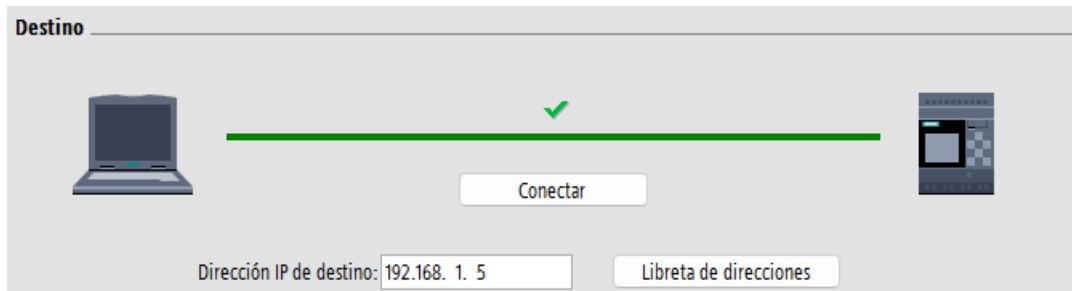 Destino
Conectar
Dirección IP de destino: 192.168. 1. 5
Libreta de direcciones